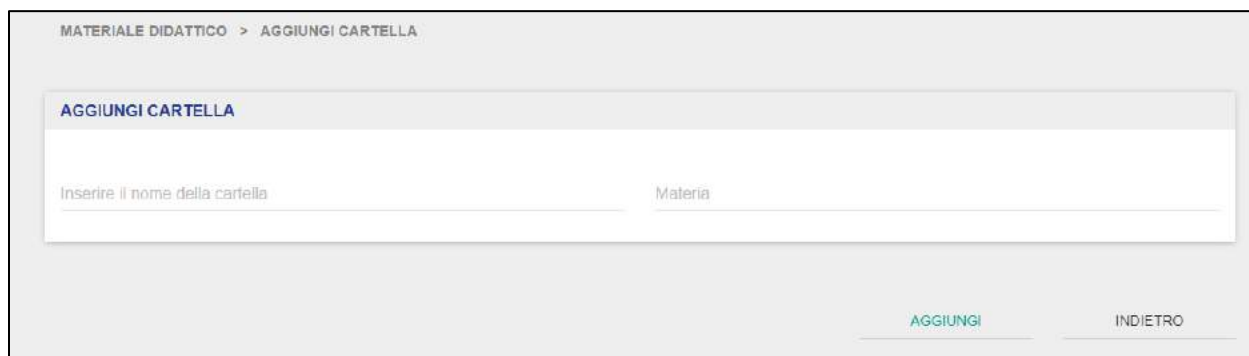 MATERIALE DIDATTICO > AGGIUNGI CARTELLA
AGGIUNGI CARTELLA
Inserire il nome della cartella Materia
AGGIUNGI INDIETRO